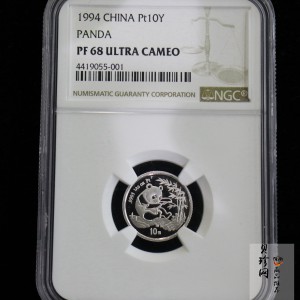 1994 CHINA Pt10Y
PANDA
PF 68 ULTRA CAMEO
4419055-001
NUMISMATIC GUARANTY CORPORATION
NGC
10元